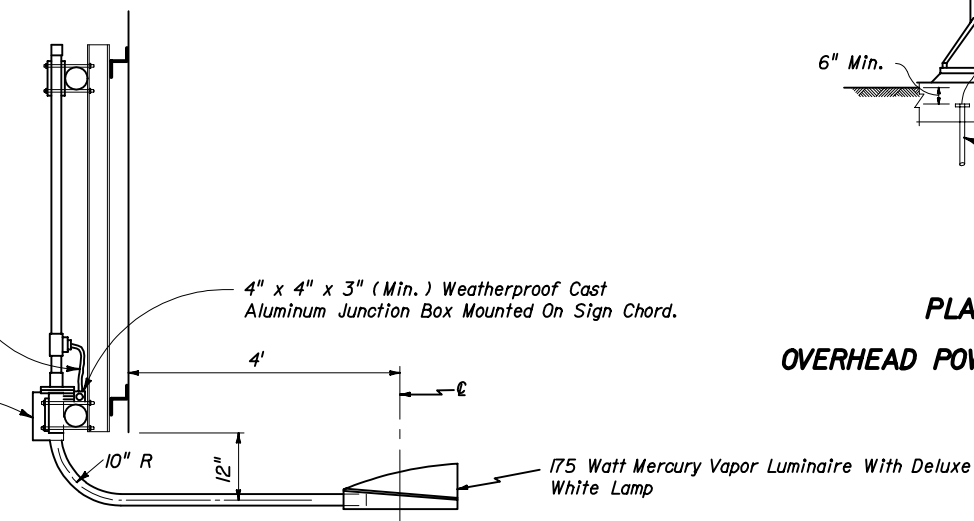 6" Min.
4" x 4" x 3" (Min.) Weatherproof Cast
Aluminum Junction Box Mounted On Sign Chord.
4'
℄
10" R
12"
175 Watt Mercury Vapor Luminaire With Deluxe
White Lamp
PLA
OVERHEAD POW